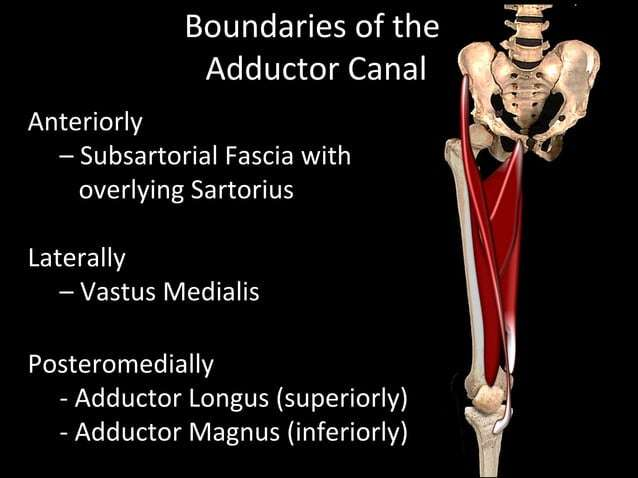 Boundaries of the
Adductor Canal
Anteriorly
– Subsartorial Fascia with
overlying Sartorius
Laterally
– Vastus Medialis
Posteromedially
- Adductor Longus (superiorly)
- Adductor Magnus (inferiorly)